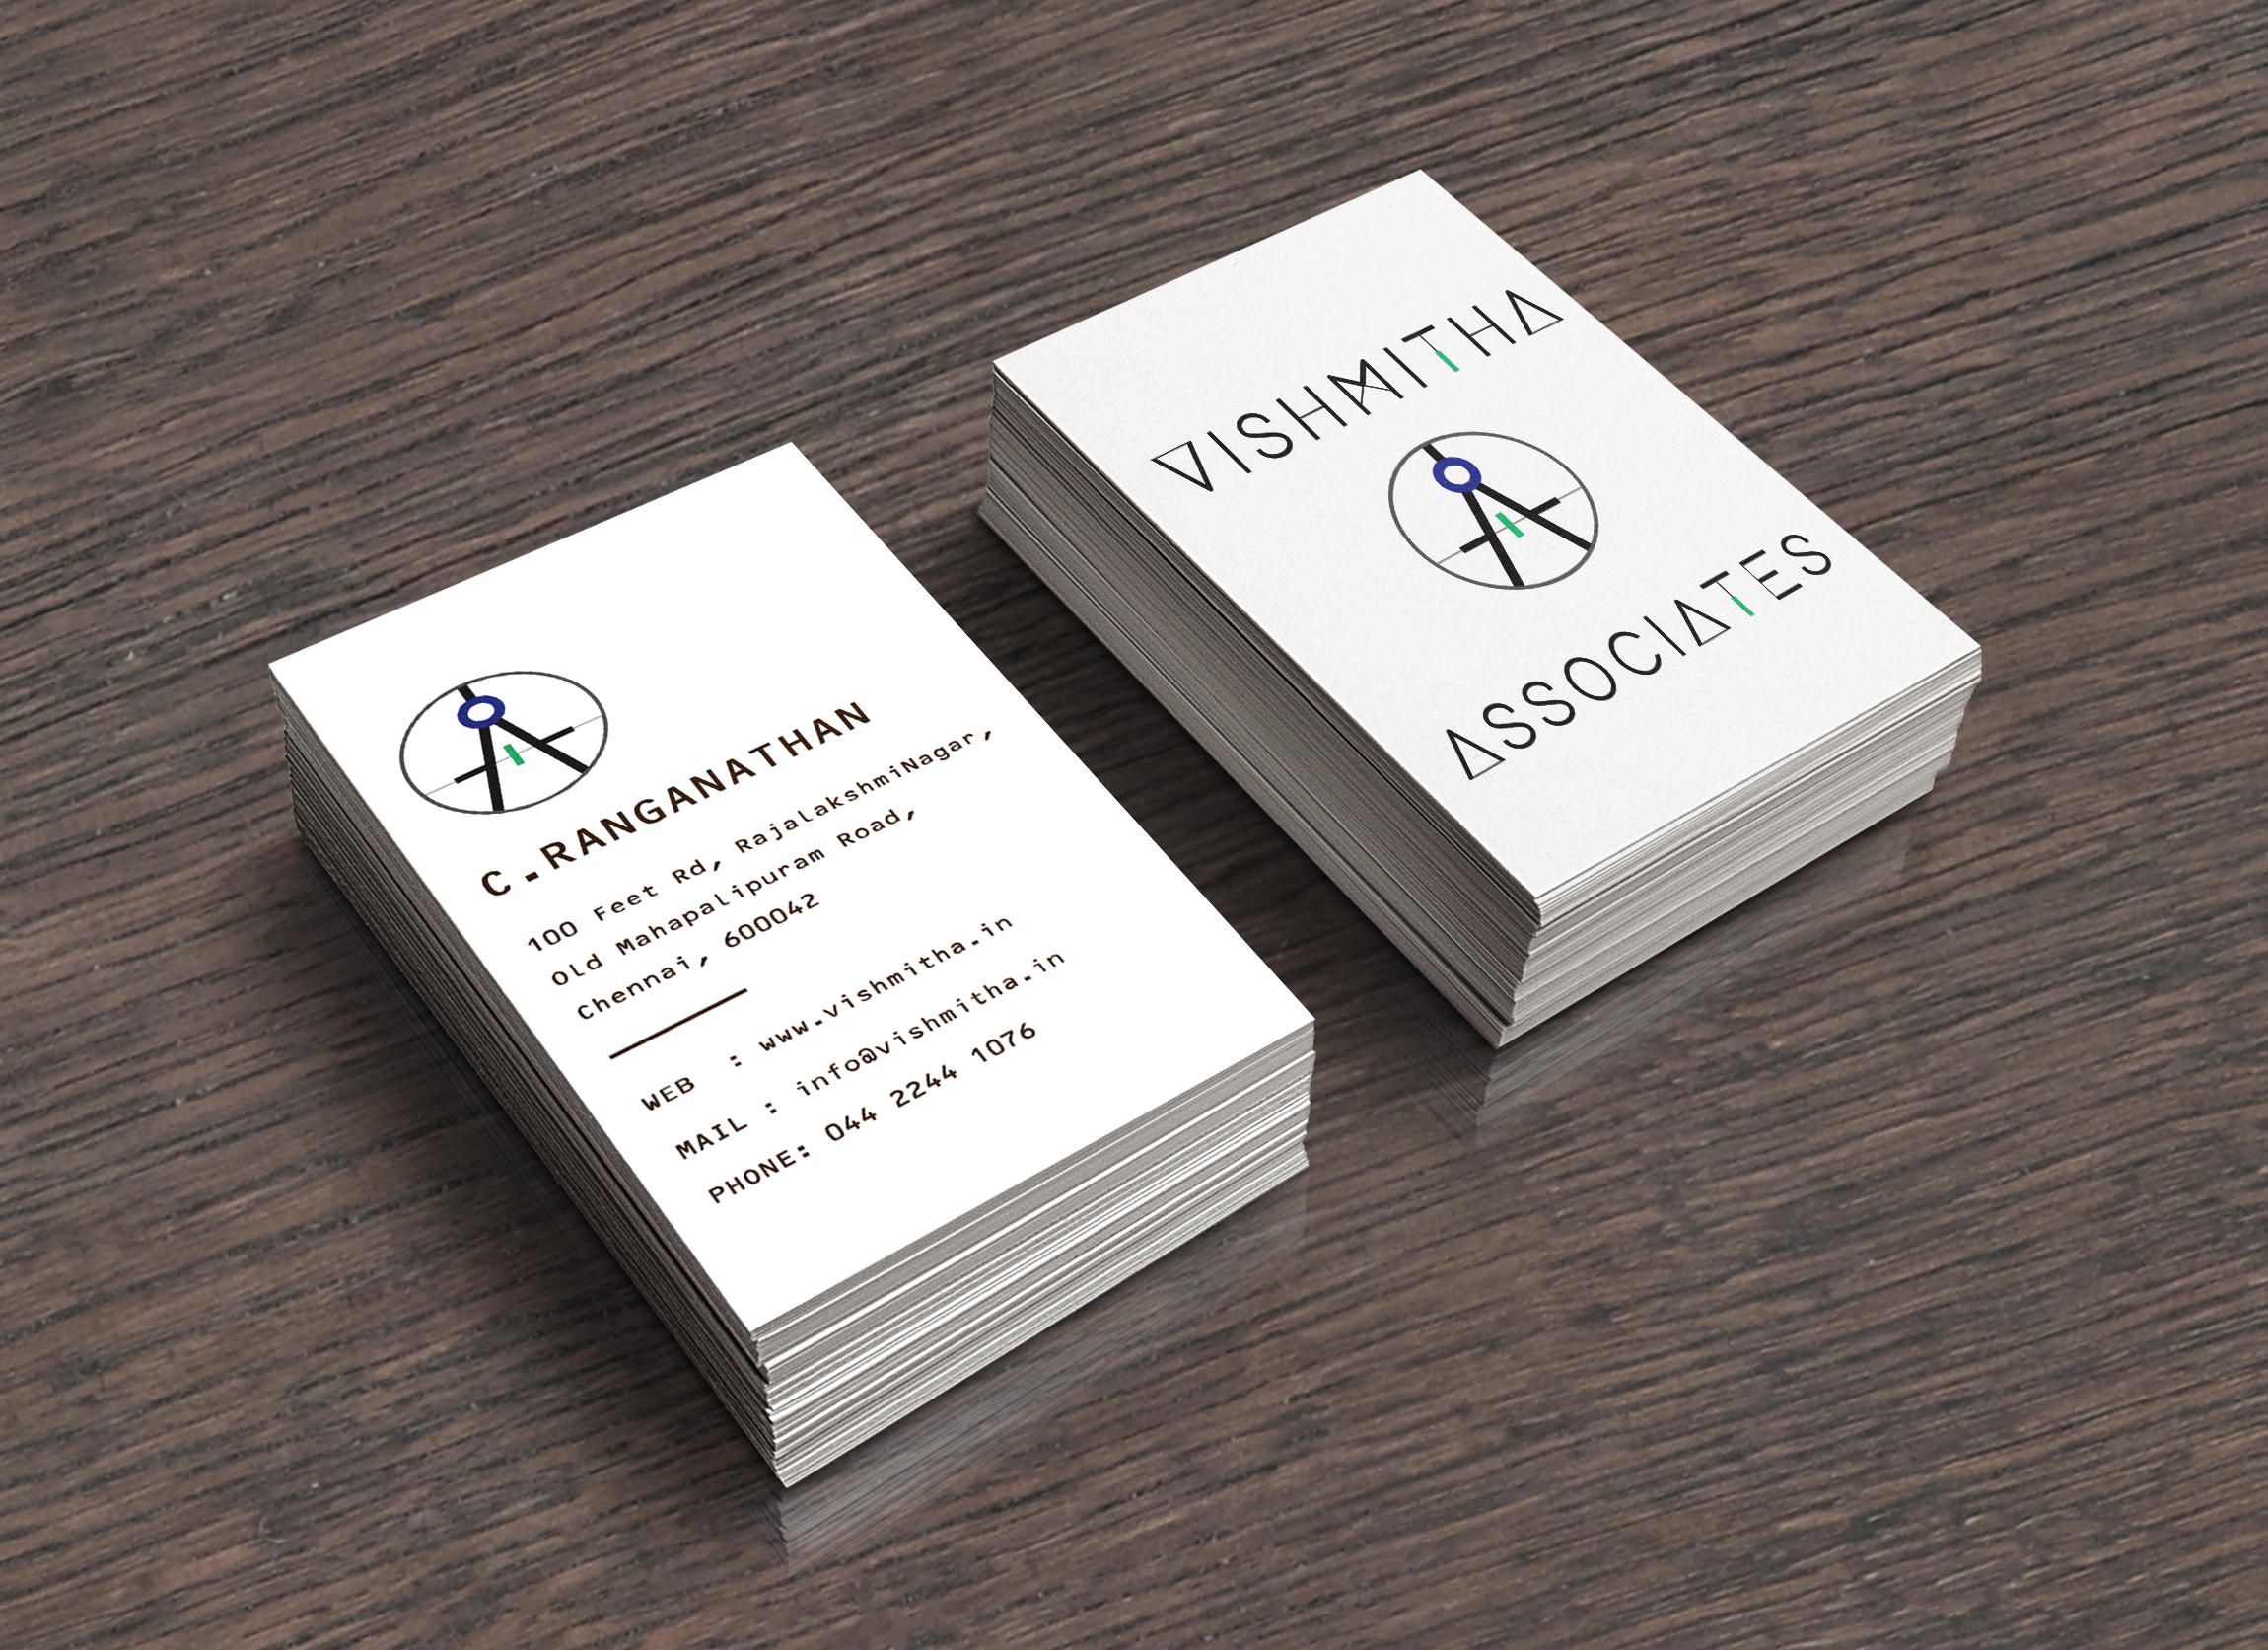 C.RANGANATHAN
100 Feet Rd, RajalakshmiNagar,
Old Mahapalipuram Road,
Chennai, 600042
WEB : www.vishmitha.in
MAIL : info@vishmitha.in
PHONE: 044 2244 1076
VISHMITHA
ASSOCIATES